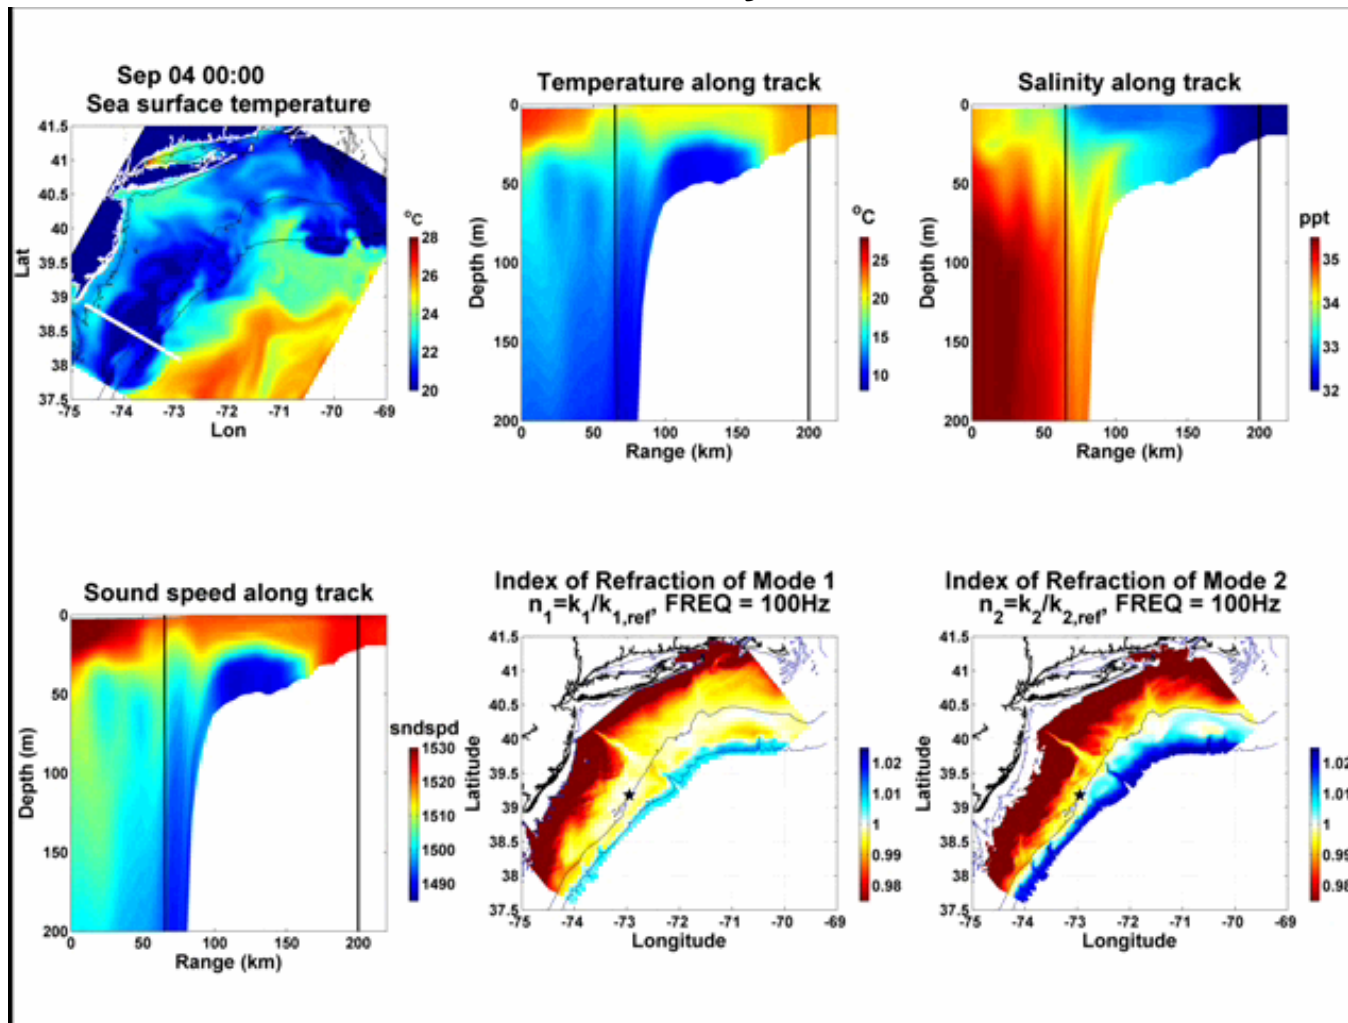 Sep 04 00:00
Sea surface temperature
41.5
41
40.5
40
39.5
39
38.5
38
37.5
Lat
-75 -74 -73 -72 -71 -70 -69
Lon
°C
28
26
24
22
20
Temperature along track
0
50
100
150
200
Depth (m)
0 50 100 150 200
Range (km)
°C
25
20
15
10
Salinity along track
0
50
100
150
200
Depth (m)
0 50 100 150 200
Range (km)
ppt
35
34
33
32
Sound speed along track
0
50
100
150
200
Depth (m)
0 50 100 150 200
Range (km)
sndspd
1530
1520
1510
1500
1490
Index of Refraction of Mode 1
n₁=k₁/k₁,ref, FREQ = 100Hz
41.5
41
40.5
40
39.5
39
38.5
38
37.5
Latitude
-75 -74 -73 -72 -71 -70 -69
Longitude
1.02
1.01
1
0.99
0.98
Index of Refraction of Mode 2
n₂=k₂/k₂,ref, FREQ = 100Hz
41.5
41
40.5
40
39.5
39
38.5
38
37.5
Latitude
-75 -74 -73 -72 -71 -70 -69
Longitude
1.02
1.01
1
0.99
0.98